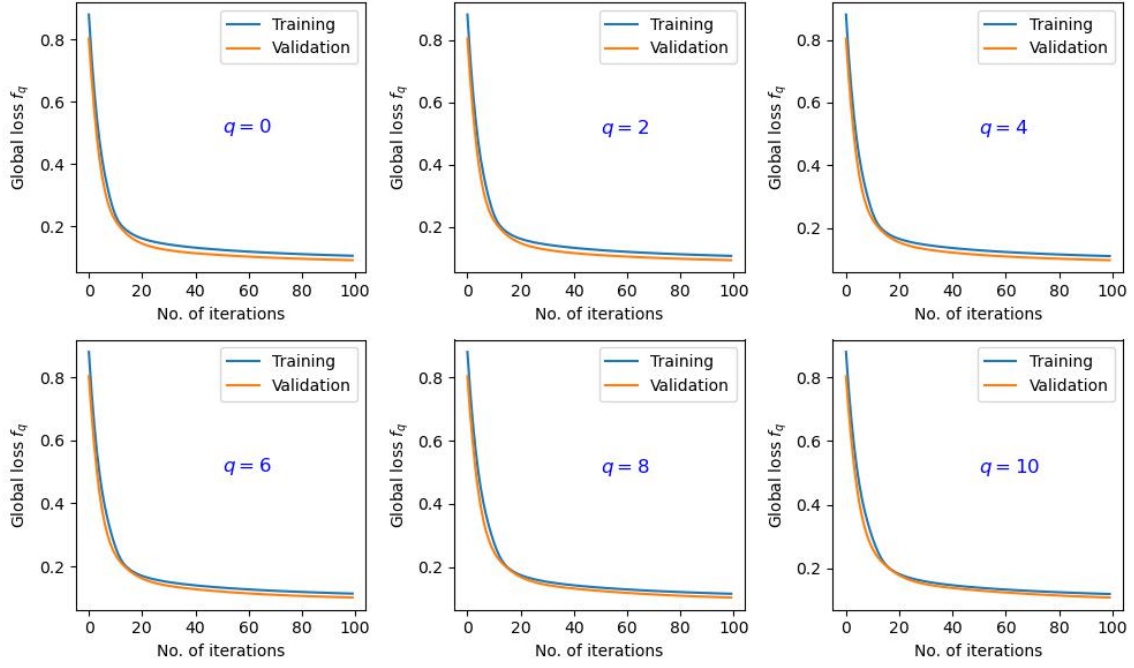 Training
Validation
q = 0
0.8
0.6
0.4
0.2
Global loss f_q
0 20 40 60 80 100
No. of iterations
Training
Validation
q = 2
0.8
0.6
0.4
0.2
Global loss f_q
0 20 40 60 80 100
No. of iterations
Training
Validation
q = 4
0.8
0.6
0.4
0.2
Global loss f_q
0 20 40 60 80 100
No. of iterations
Training
Validation
q = 6
0.8
0.6
0.4
0.2
Global loss f_q
0 20 40 60 80 100
No. of iterations
Training
Validation
q = 8
0.8
0.6
0.4
0.2
Global loss f_q
0 20 40 60 80 100
No. of iterations
Training
Validation
q = 10
0.8
0.6
0.4
0.2
Global loss f_q
0 20 40 60 80 100
No. of iterations